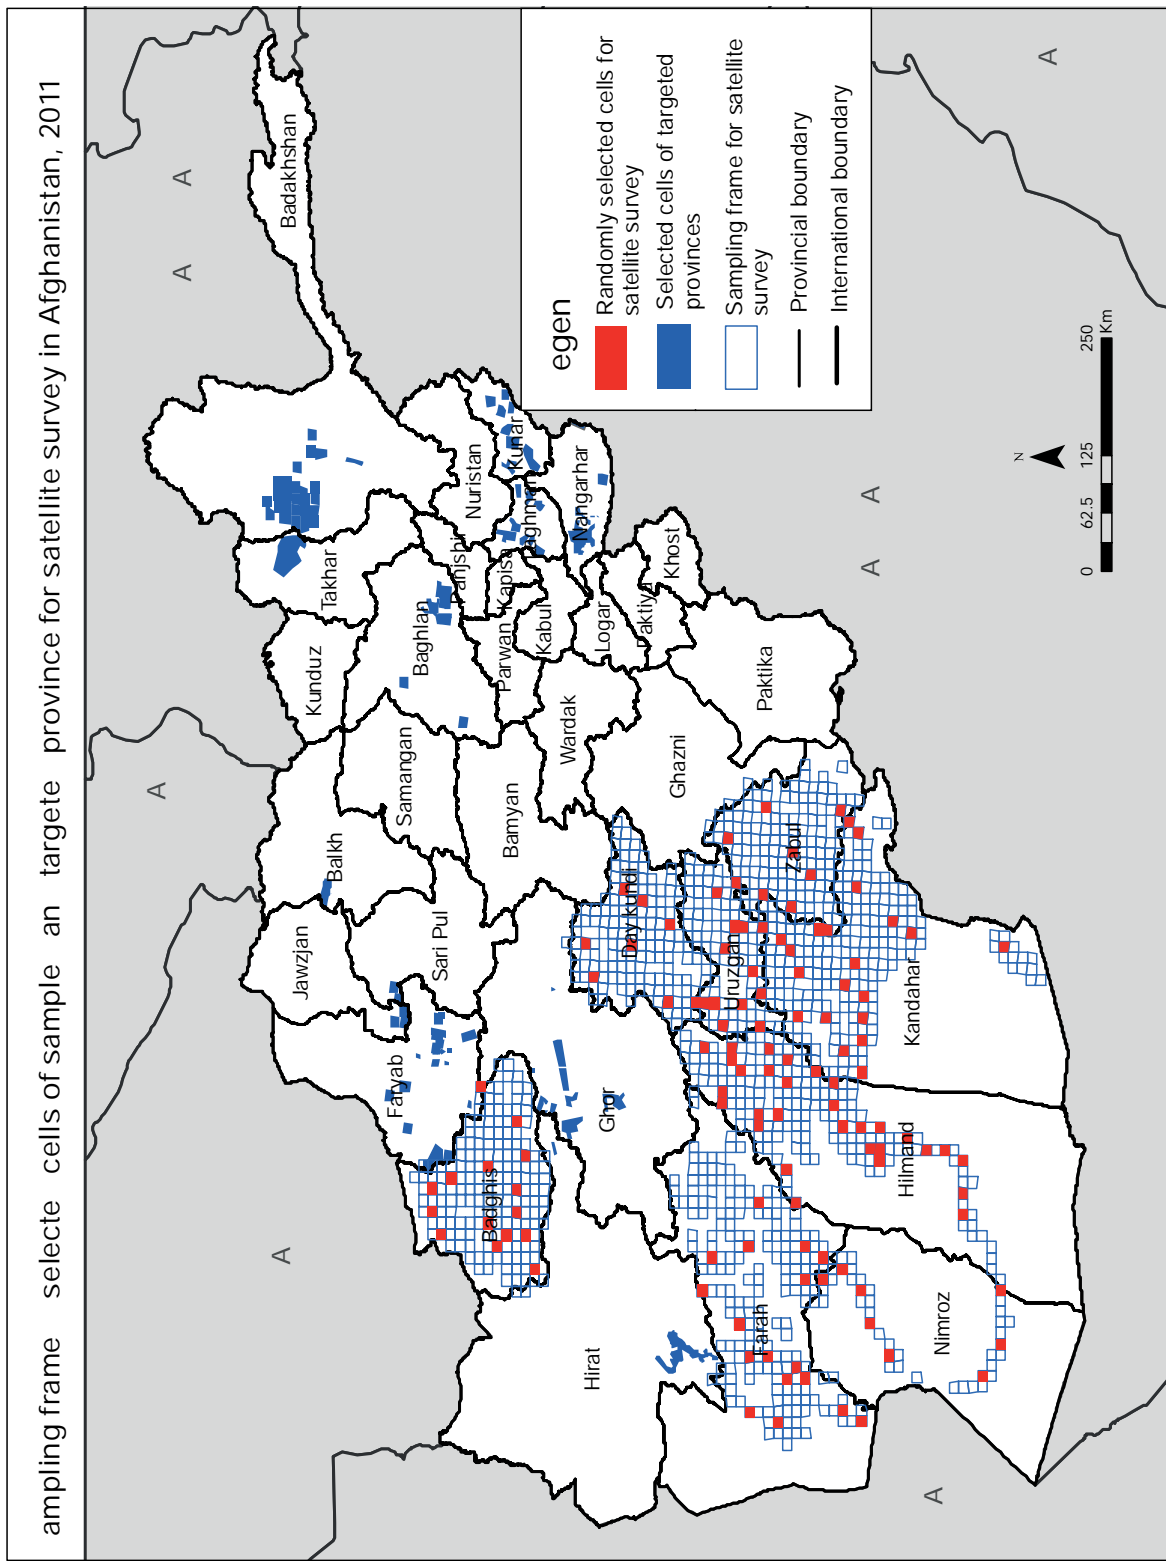 ampling frame selecte cells of sample an targete province for satellite survey in Afghanistan, 2011
A
A
A
A
Badakhshan
Takhar
Kunduz
Balkh
Jawzjan
Samangan
Baghlan
Sari Pul
Faryab
Panjshir
Nuristan
Kunar
Laghman
Kapisa
Parwan
Kabul
Nangarhar
Bamyan
Wardak
Logar
Paktiya
Khost
Badghis
Ghor
Hirat
Day kundi
Ghazni
Paktika
Uruzgan
Zabul
Farah
Hilmand
Kandahar
Nimroz
A
A
A
A
egen
Randomly selected cells for
satellite survey
Selected cells of targeted
provinces
Sampling frame for satellite
survey
Provincial boundary
International boundary
N
0 62.5 125 250
Km